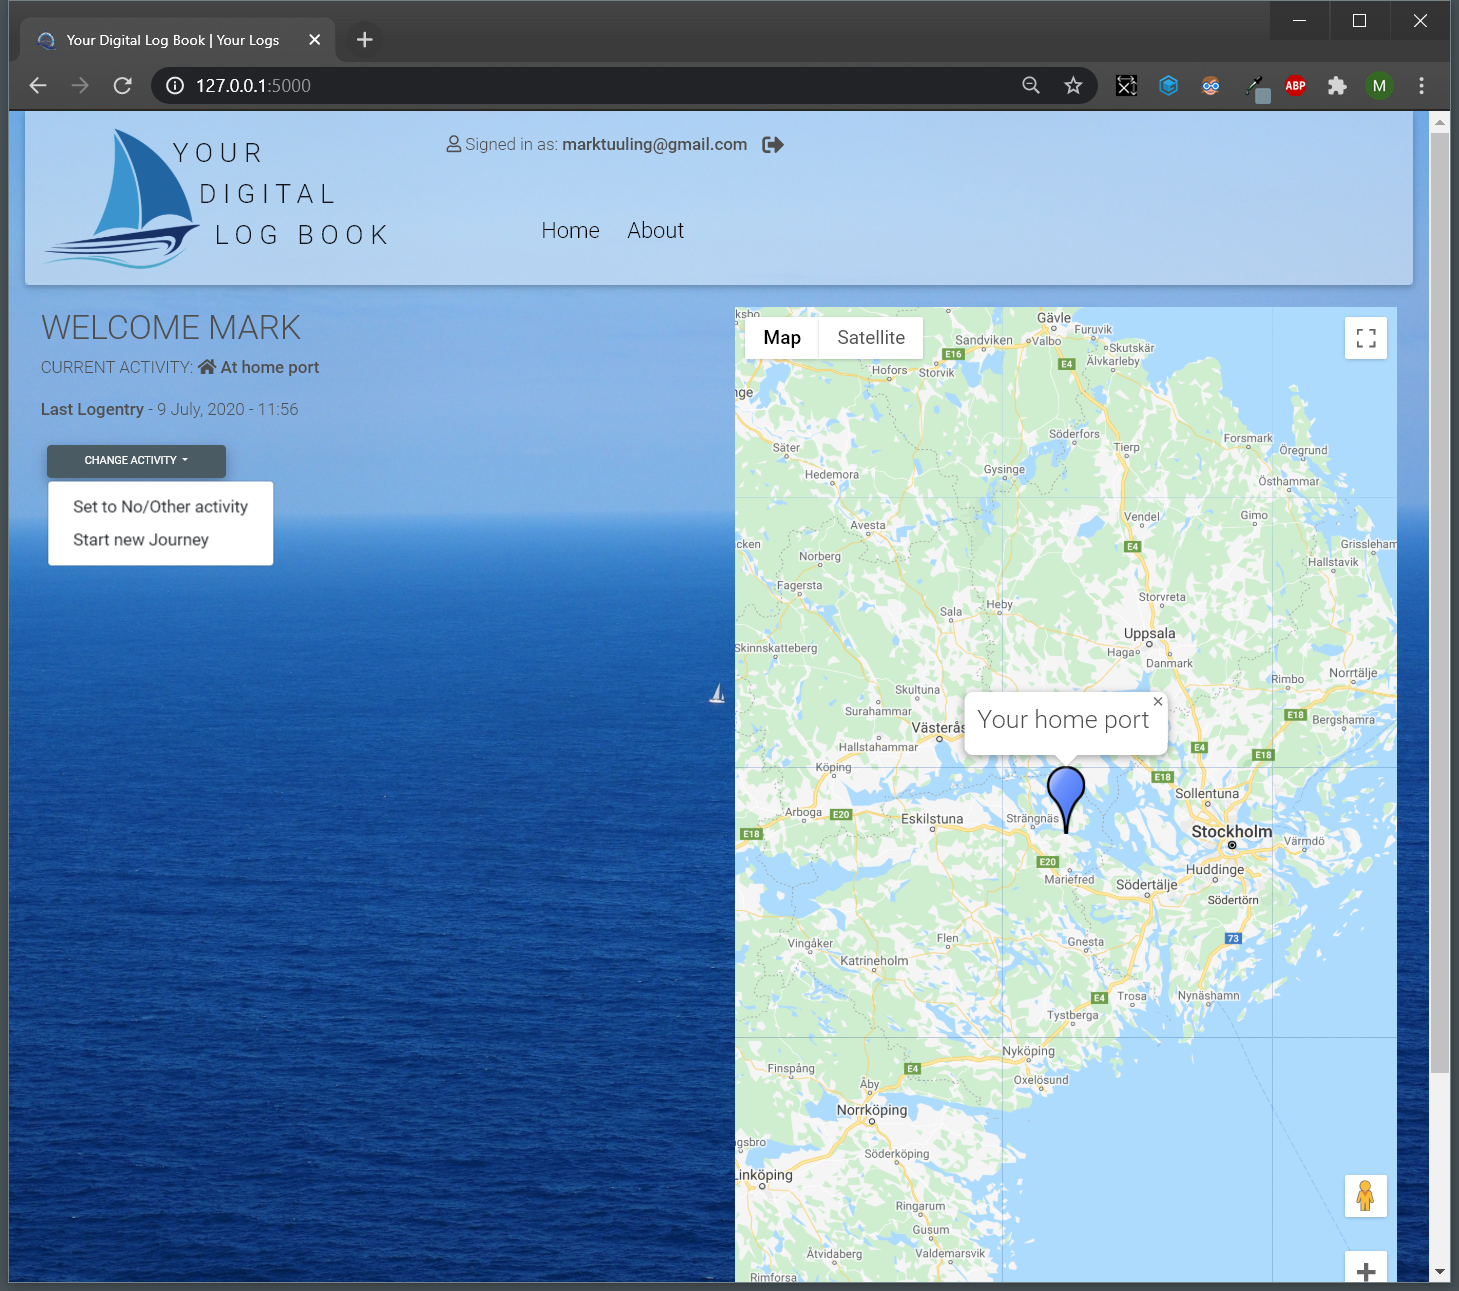 Your Digital Log Book | Your Logs
127.0.0.1:5000
ABP
M
YOUR
DIGITAL
LOG BOOK
Signed in as: marktuuling@gmail.com
Home About
WELCOME MARK
CURRENT ACTIVITY: At home port
Last Logentry - 9 July, 2020 - 11:56
CHANGE ACTIVITY
Set to No/Other activity
Start new Journey
Map Satellite
ksbo
Gävle
Furuvik
Sandviken
Valbo
Skutskär
E16
E4
Älvkarleby
Hofors
Storvik
nge
Söderfors
Forsmark
Säter
Tierp
Öregrund
Hedemora
Gysinge
Östhammar
Avesta
Vendel
Gimo
cken
E4
Grissleham
Norberg
Hallstavik
Fagersta
Storvreta
Sala
Heby
Uppsala
Skinnskatteberg
Haga
Danmark
Norrtälje
Rimbo
Skultuna
Surahammar
E18
Bergshamra
Your home port
Västerås
Hallstahammar
E4
E18
Köping
E18
Sollentuna
Arboga
E20
Eskilstuna
Strängnäs
E18
Stockholm
Värmdö
E20
Mariefred
Huddinge
Södertälje
Södertörn
73
Vingåker
Flen
Gnesta
Katrineholm
E4
Trosa
Nynäshamn
Tystberga
Nyköping
Finspång
E4
Oxelösund
Åby
Norrköping
ngsbro
Söderköping
Linköping
Ringarum
Gusum
Åtvidaberg
Valdemarsvik
Rimforsa